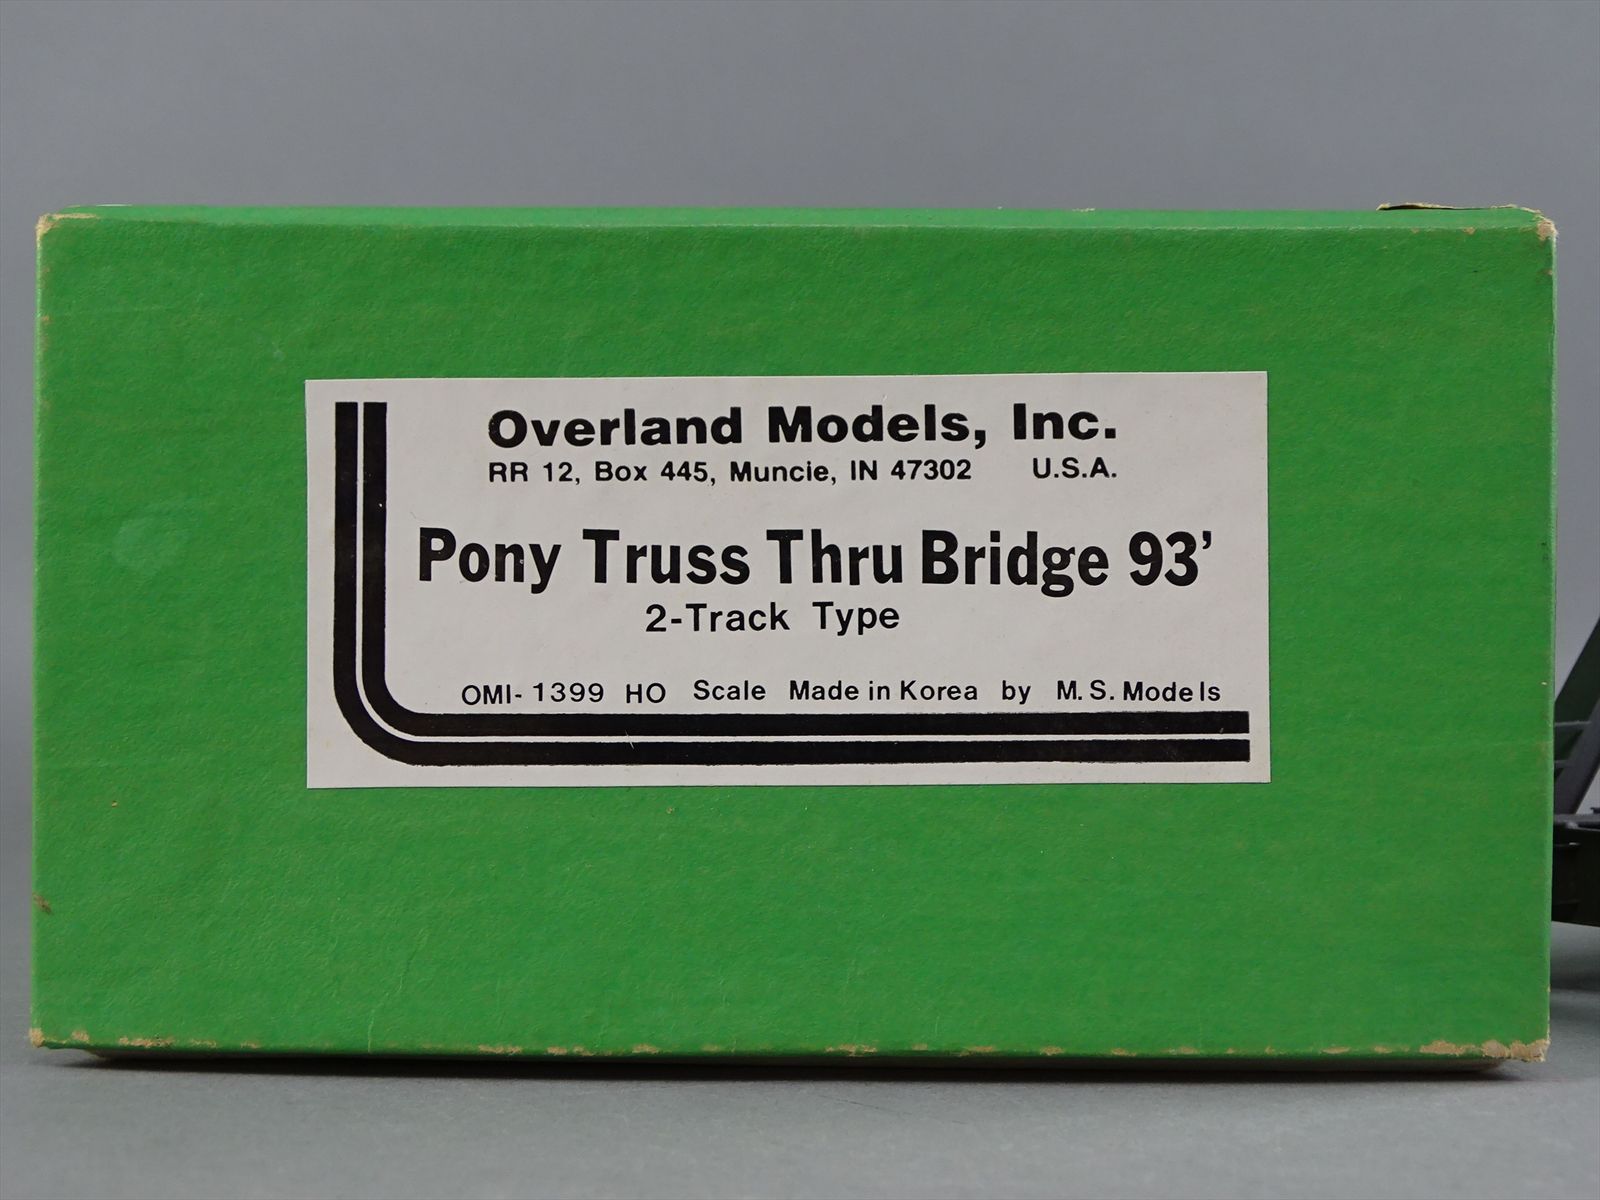 Overland Models, Inc.
RR 12, Box 445, Muncie, IN 47302 U.S.A.
Pony Truss Thru Bridge 93'
2-Track Type
OMI- 1399 HO Scale Made in Korea by M.S. Models